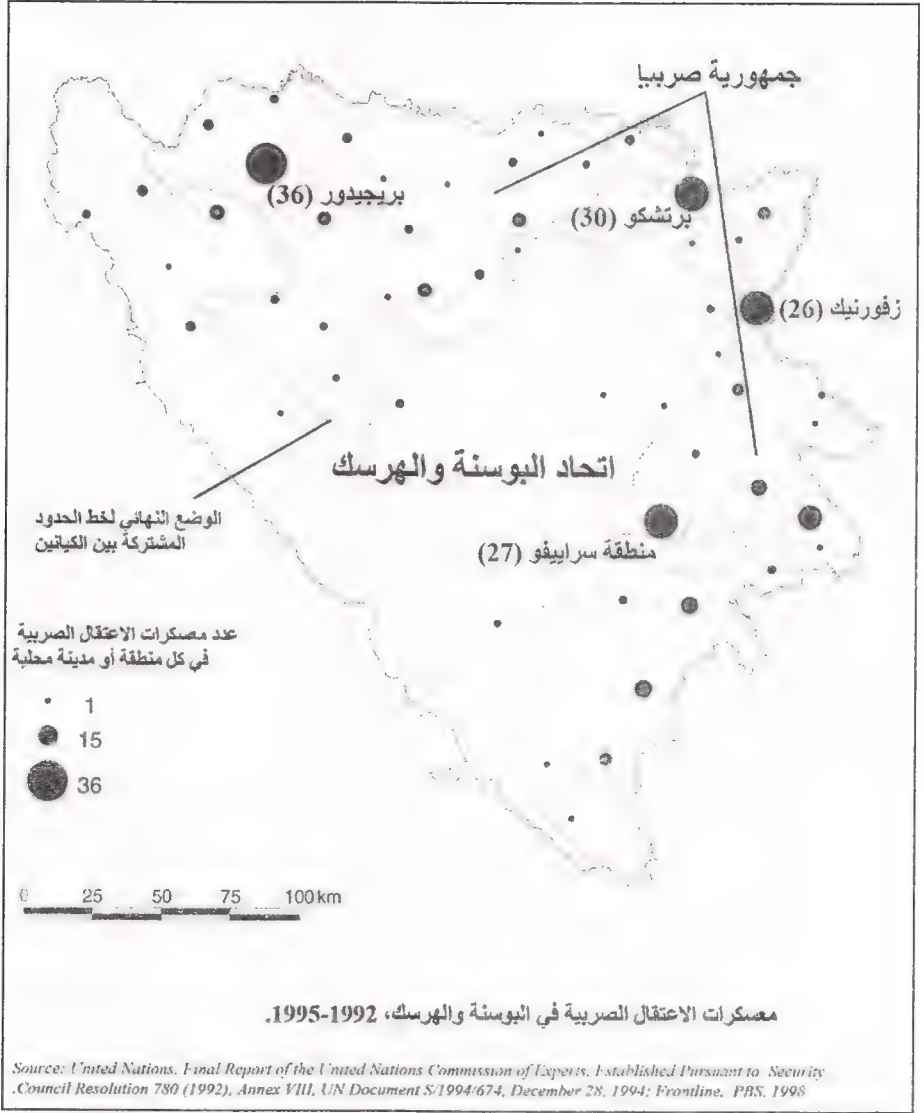 جمهورية صربيا
بريجيدور (36)
برتشكو (30)
زفورنيك (26)
اتحاد البوسنة والهرسك
الوضع النهائي لخط الحدود
المشتركة بين الكيانين
منطقة سراييفو (27)
عدد معسكرات الاعتقال الصربية
في كل منطقة أو مدينة محلية
1
15
36
0 25 50 75 100 km
معسكرات الاعتقال الصربية في البوسنة والهرسك، 1992-1995.
Source: United Nations. Final Report of the United Nations Commission of Experts. Established Pursuant to Security
.Council Resolution 780 (1992), Annex VIII, UN Document S/1994/674, December 28, 1994; Frontline, PBS, 1998